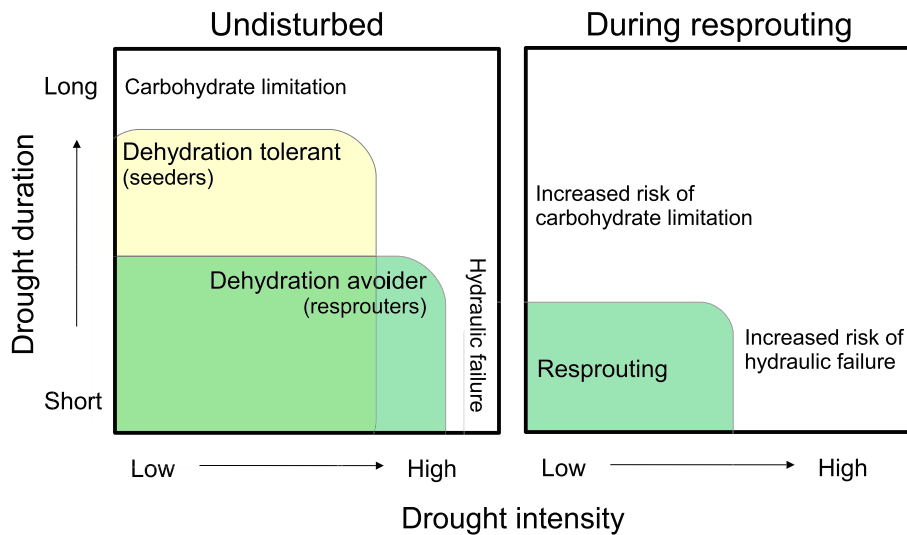 Undisturbed
During resprouting
Long
Carbohydrate limitation
Dehydration tolerant
(seeders)
Increased risk of
carbohydrate limitation
Drought duration
Dehydration avoider
(resprouters)
Hydraulic failure
Increased risk of
hydraulic failure
Resprouting
Short
Low
High
Low
High
Drought intensity